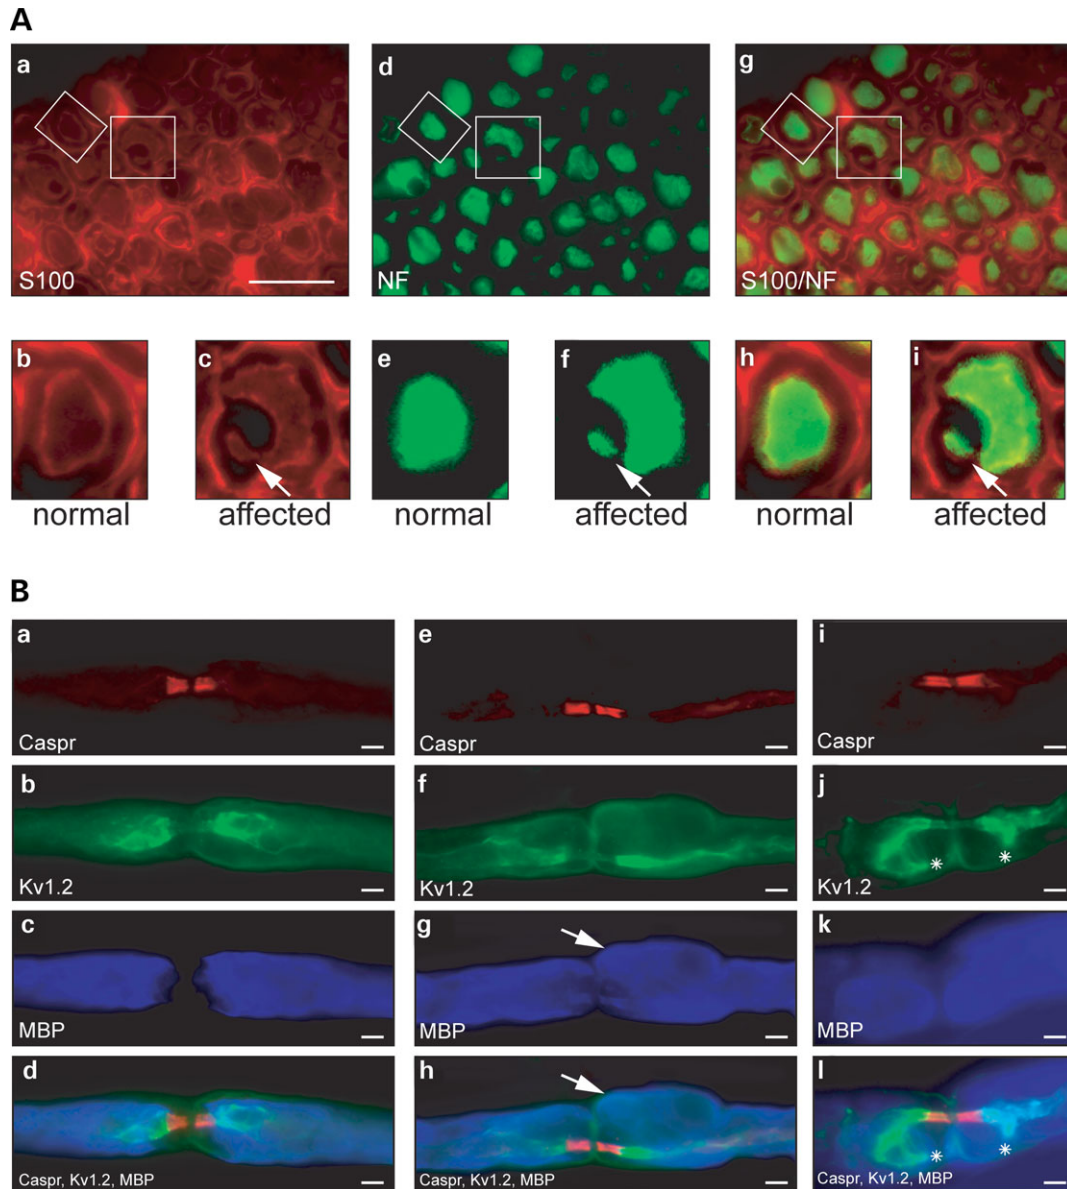 A
a
d
g
S100
NF
S100/NF
b
c
e
f
h
i
normal
affected
normal
affected
normal
affected
B
a
e
i
Caspr
Caspr
Caspr
b
f
j
Kv1.2
Kv1.2
Kv1.2
* *
c
g
k
MBP
MBP
MBP
d
h
l
* *
Caspr, Kv1.2, MBP
Caspr, Kv1.2, MBP
Caspr, Kv1.2, MBP